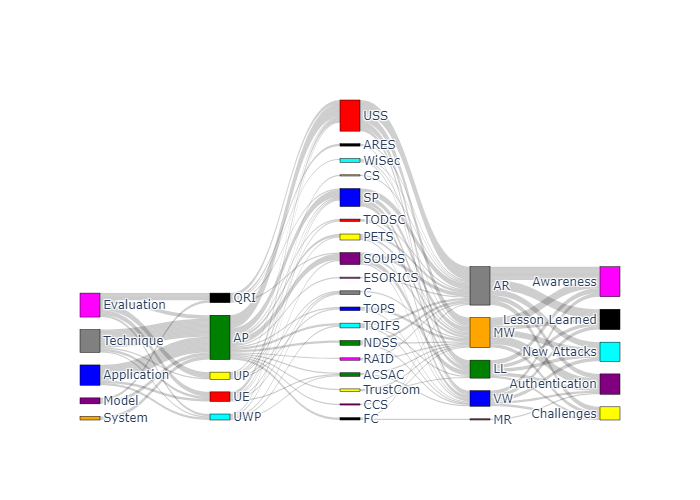 Evaluation
Technique
Application
Model
System
QRI
AP
UP
UE
UWP
USS
ARES
WiSec
CS
SP
TODSC
PETS
SOUPS
ESORICS
C
TOPS
TOIFS
NDSS
RAID
ACSAC
TrustCom
CCS
FC
AR
MW
LL
VW
MR
Awareness
Lesson Learned
New Attacks
Authentication
Challenges